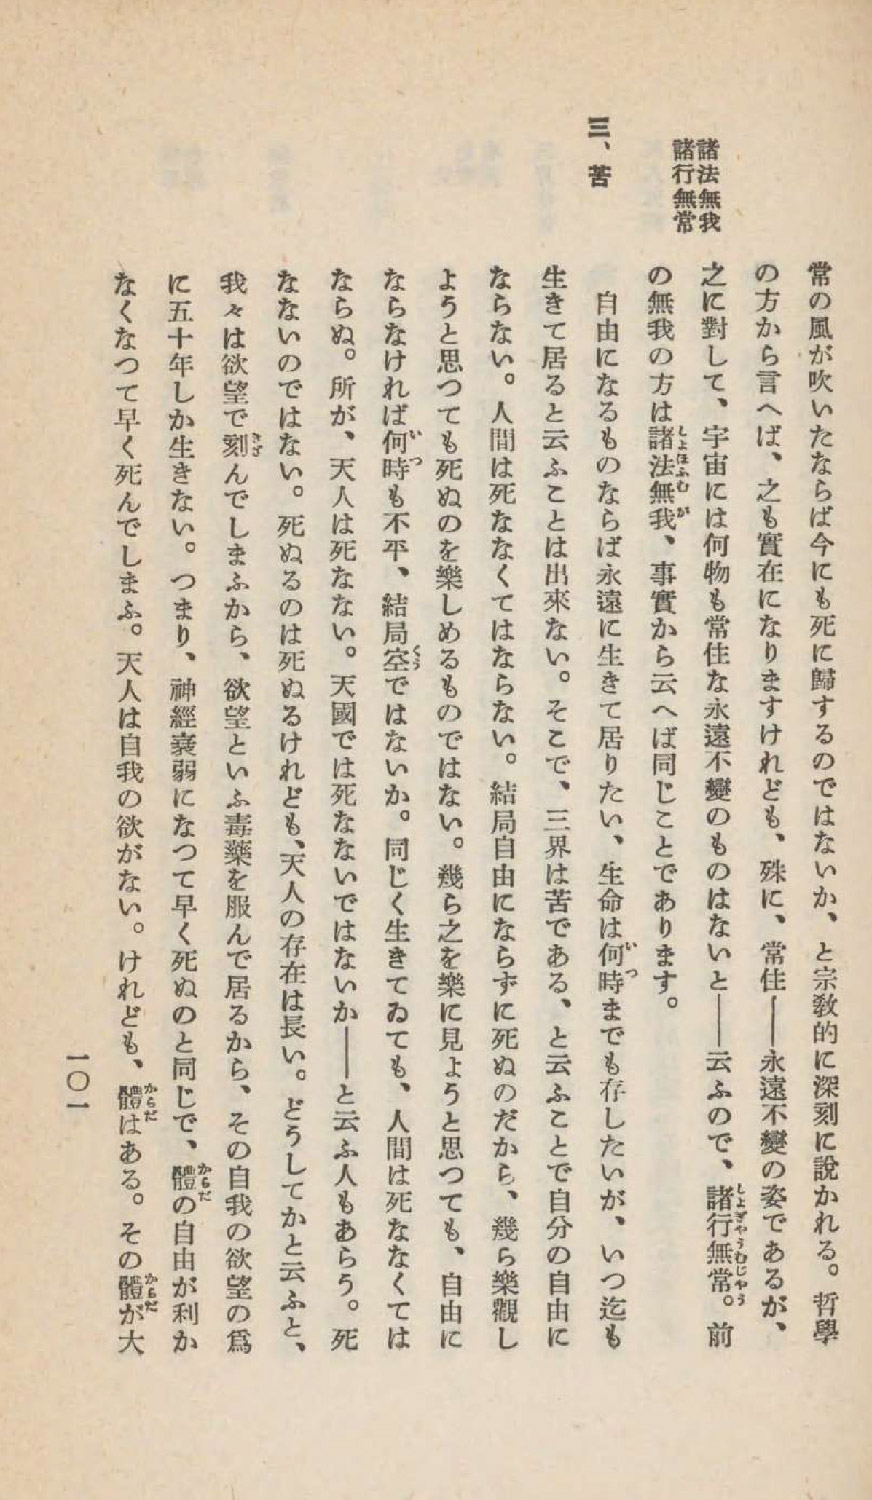 常の風が吹いたならば今にも死に歸するのではないか、と宗教的に深刻に說かれる。哲學
の方から言へば、之も實在になりますけれども、殊に、常住――永遠不變の姿であるが、
諸法無我
諸行無常
之に對して、宇宙には何物も常住な永遠不變のものはないと――云ふので、諸行無常。前
の無我の方は諸法無我、事實から云へば同じことであります。
三、苦
自由になるものならば永遠に生きて居りたい、生命は何時までも存したいが、いつ迄も
生きて居ると云ふことは出來ない。そこで、三界は苦である、と云ふことで自分の自由に
ならない。人間は死ななくてはならない。結局自由にならずに死ぬのだから、幾ら樂觀し
ようと思つても死ぬのを樂しめるものではない。幾ら之を樂に見ようと思つても、自由に
ならなければ何時も不平、結局空ではないか。同じく生きてゐても、人間は死ななくては
ならぬ。所が、天人は死なない。天國では死なないではないか――と云ふ人もあらう。死
なないのではない。死ぬるのは死ぬるけれども、天人の存在は長い。どうしてかと云ふと、
我々は欲望で刻んでしまふから、欲望といふ毒藥を服んで居るから、その自我の欲望の爲
に五十年しか生きない。つまり、神經衰弱になつて早く死ぬのと同じで、體の自由が利か
なくなつて早く死んでしまふ。天人は自我の欲がない。けれども、體はある。その體が大
一〇一